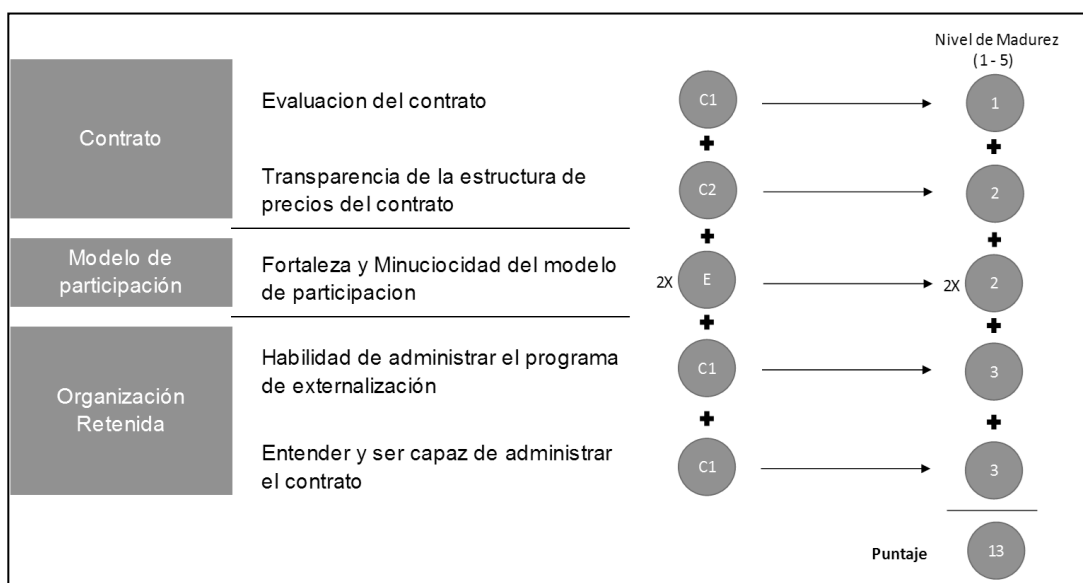 Nivel de Madurez
(1 - 5)
Contrato
Evaluacion del contrato
C1
1
+
+
Transparencia de la estructura de
precios del contrato
C2
2
+
+
Modelo de
participación
Fortaleza y Minuciocidad del modelo
de participacion
2X
E
2X
2
+
+
Organización
Retenida
Habilidad de administrar el programa
de externalización
C1
3
+
+
Entender y ser capaz de administrar
el contrato
C1
3
Puntaje
13